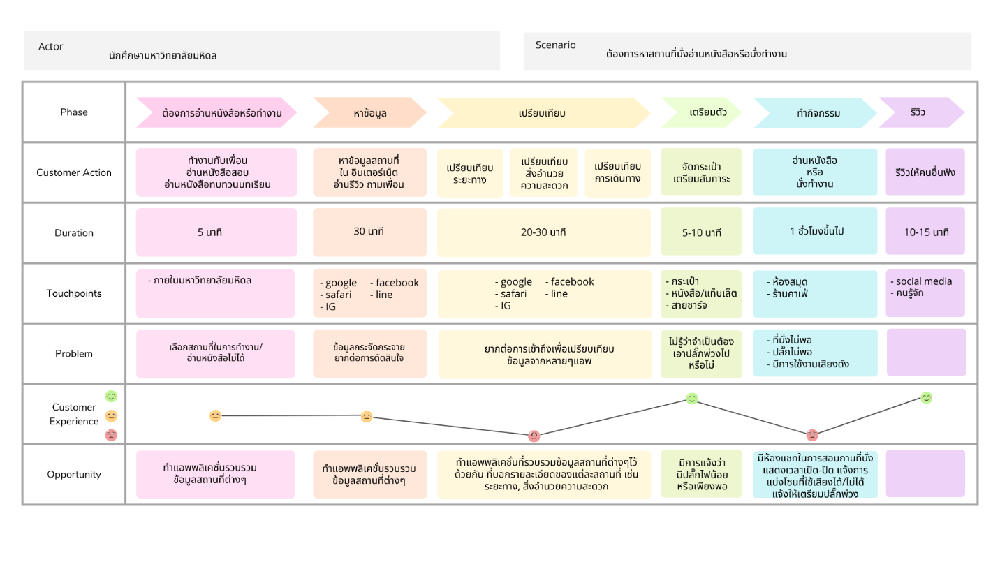 Actor
นักศึกษามหาวิทยาลัยมหิดล
Scenario
ต้องการหาสถานที่นั่งอ่านหนังสือหรือนั่งทำงาน
Phase
ต้องการอ่านหนังสือหรือทำงาน
หาข้อมูล
เปรียบเทียบ
เตรียมตัว
ทำกิจกรรม
รีวิว
Customer Action
ทำงานกับเพื่อน
อ่านหนังสือสอบ
อ่านหนังสือทบทวนบทเรียน
หาข้อมูลสถานที่
ใน อินเตอร์เน็ต
อ่านรีวิว ถามเพื่อน
เปรียบเทียบ
ระยะทาง
เปรียบเทียบ
สิ่งอำนวย
ความสะดวก
เปรียบเทียบ
การเดินทาง
จัดกระเป๋า
เตรียมสัมภาระ
อ่านหนังสือ
หรือ
นั่งทำงาน
รีวิวให้คนอื่นฟัง
Duration
5 นาที
30 นาที
20-30 นาที
5-10 นาที
1 ชั่วโมงขึ้นไป
10-15 นาที
Touchpoints
- ภายในมหาวิทยาลัยมหิดล
- google - facebook
- safari - line
- IG
- google - facebook
- safari - line
- IG
- กระเป๋า
- หนังสือ/แท็บเล็ต
- สายชาร์จ
- ห้องสมุด
- ร้านคาเฟ่
- social media
- คนรู้จัก
Problem
เลือกสถานที่ในการทำงาน/
อ่านหนังสือไม่ได้
ข้อมูลกระจัดกระจาย
ยากต่อการตัดสินใจ
ยากต่อการเข้าถึงเพื่อเปรียบเทียบ
ข้อมูลจากหลายๆแอพ
ไม่รู้ว่าจำเป็นต้อง
เอาปลั๊กพ่วงไป
หรือไม่
- ที่นั่งไม่พอ
- ปลั๊กไม่พอ
- มีการใช้งานเสียงดัง
Customer
Experience
Opportunity
ทำแอพพลิเคชั่นรวบรวม
ข้อมูลสถานที่ต่างๆ
ทำแอพพลิเคชั่นรวบรวม
ข้อมูลสถานที่ต่างๆ
ทำแอพพลิเคชั่นที่รวบรวมข้อมูลสถานที่ต่างๆไว้
ด้วยกัน ที่บอกรายละเอียดของแต่ละสถานที่ เช่น
ระยะทาง, สิ่งอำนวยความสะดวก
มีการแจ้งว่า
มีปลั๊กไฟน้อย
หรือเพียงพอ
มีห้องแชทในการสอบถามที่นั่ง
แสดงเวลาเปิด-ปิด แจ้งการ
แบ่งโซนที่ใช้เสียงได้/ไม่ได้
แจ้งให้เตรียมปลั๊กพ่วง